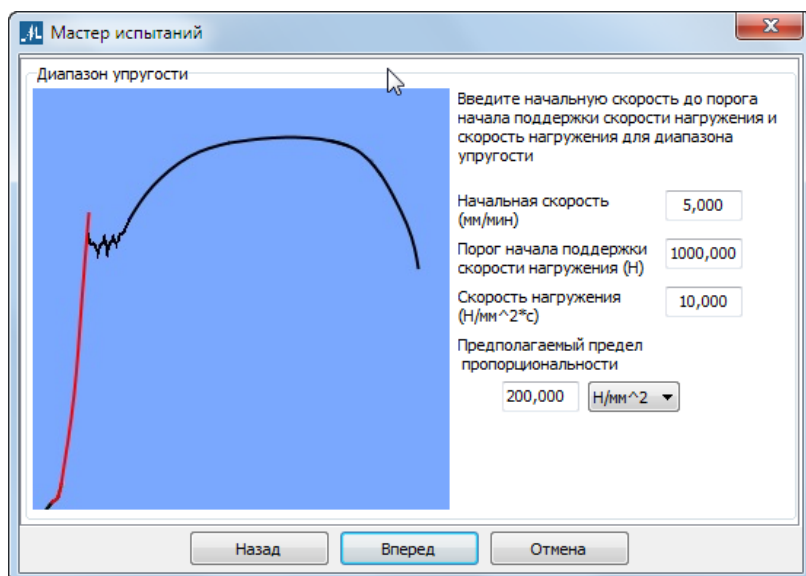 Мастер испытаний
Диапазон упругости
Введите начальную скорость до порога
начала поддержки скорости нагружения и
скорость нагружения для диапазона
упругости
Начальная скорость
(мм/мин)
5,000
Порог начала поддержки
скорости нагружения (Н)
1000,000
Скорость нагружения
(Н/мм^2*с)
10,000
Предполагаемый предел
пропорциональности
200,000
Н/мм^2
Назад
Вперед
Отмена